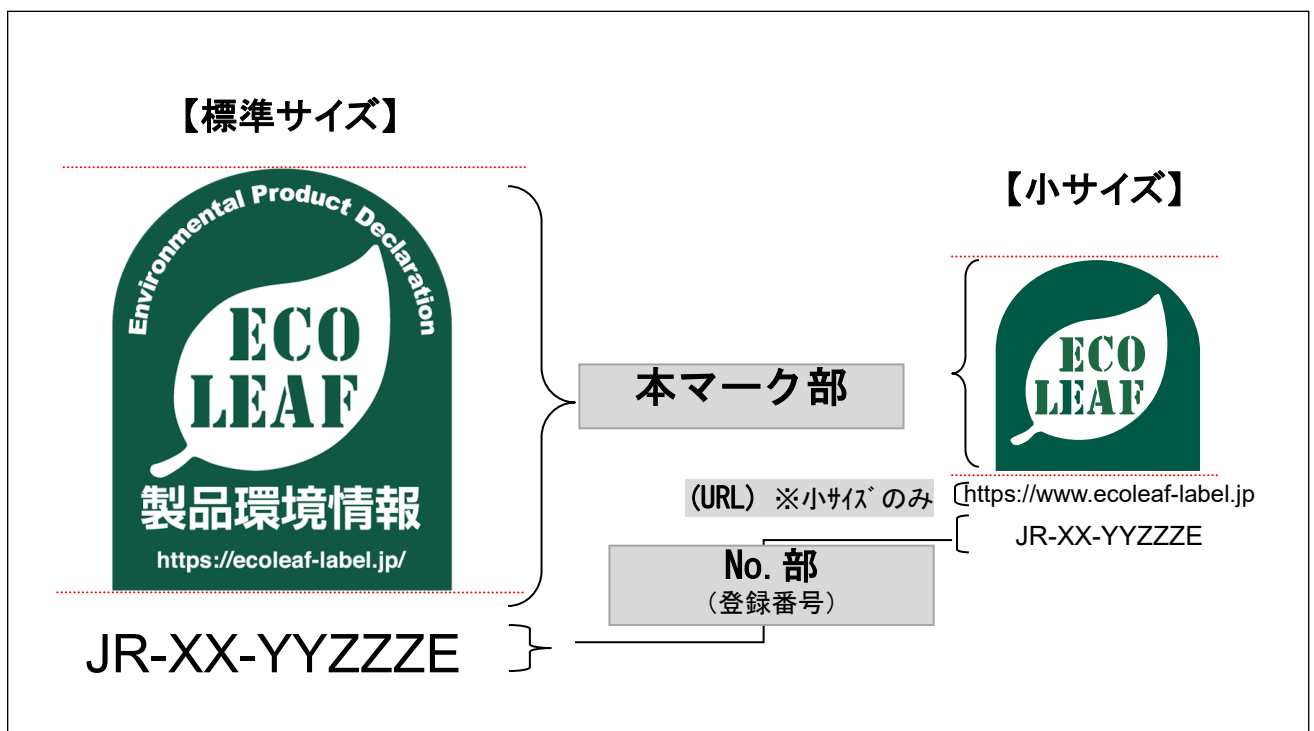 【標準サイズ】
Environmental Product Declaration
ECO
LEAF
製品環境情報
https://ecoleaf-label.jp/
JR-XX-YYZZZE
本マーク部
(URL) ※小ｻｲｽﾞのみ
No.部
（登録番号）
【小サイズ】
ECO
LEAF
https://www.ecoleaf-label.jp
JR-XX-YYZZZE